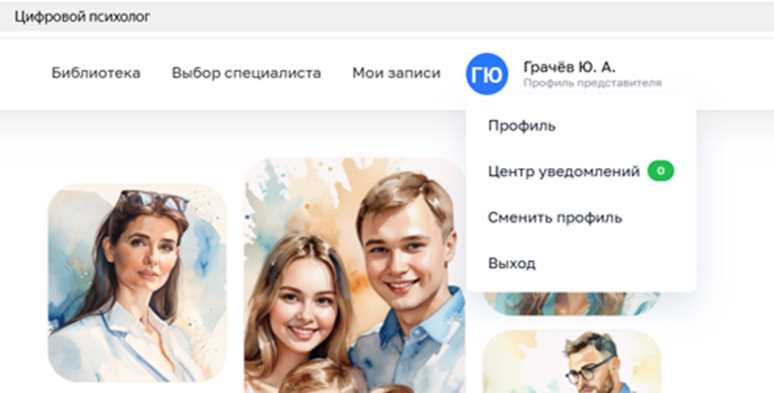 Цифровой психолог
Библиотека Выбор специалиста Мои записи ГЮ Грачёв Ю. А.
Профиль представителя
Профиль
Центр уведомлений 0
Сменить профиль
Выход